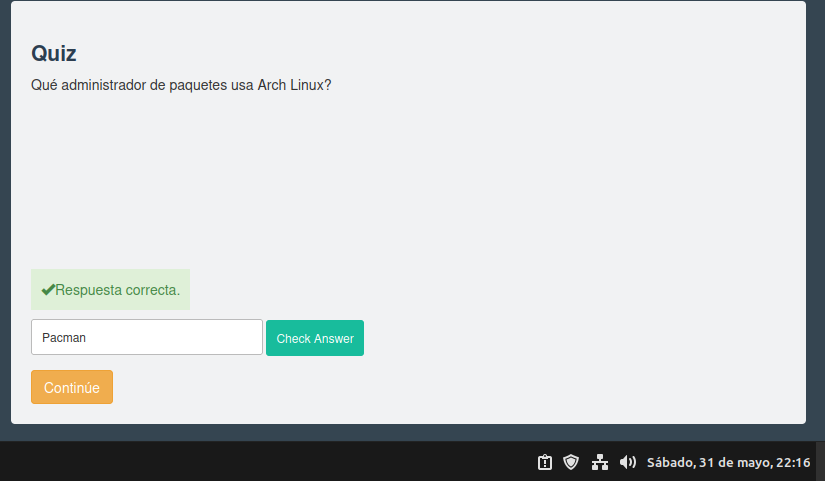 Quiz
Qué administrador de paquetes usa Arch Linux?
Respuesta correcta.
Pacman
Check Answer
Continúe
Sábado, 31 de mayo, 22:16